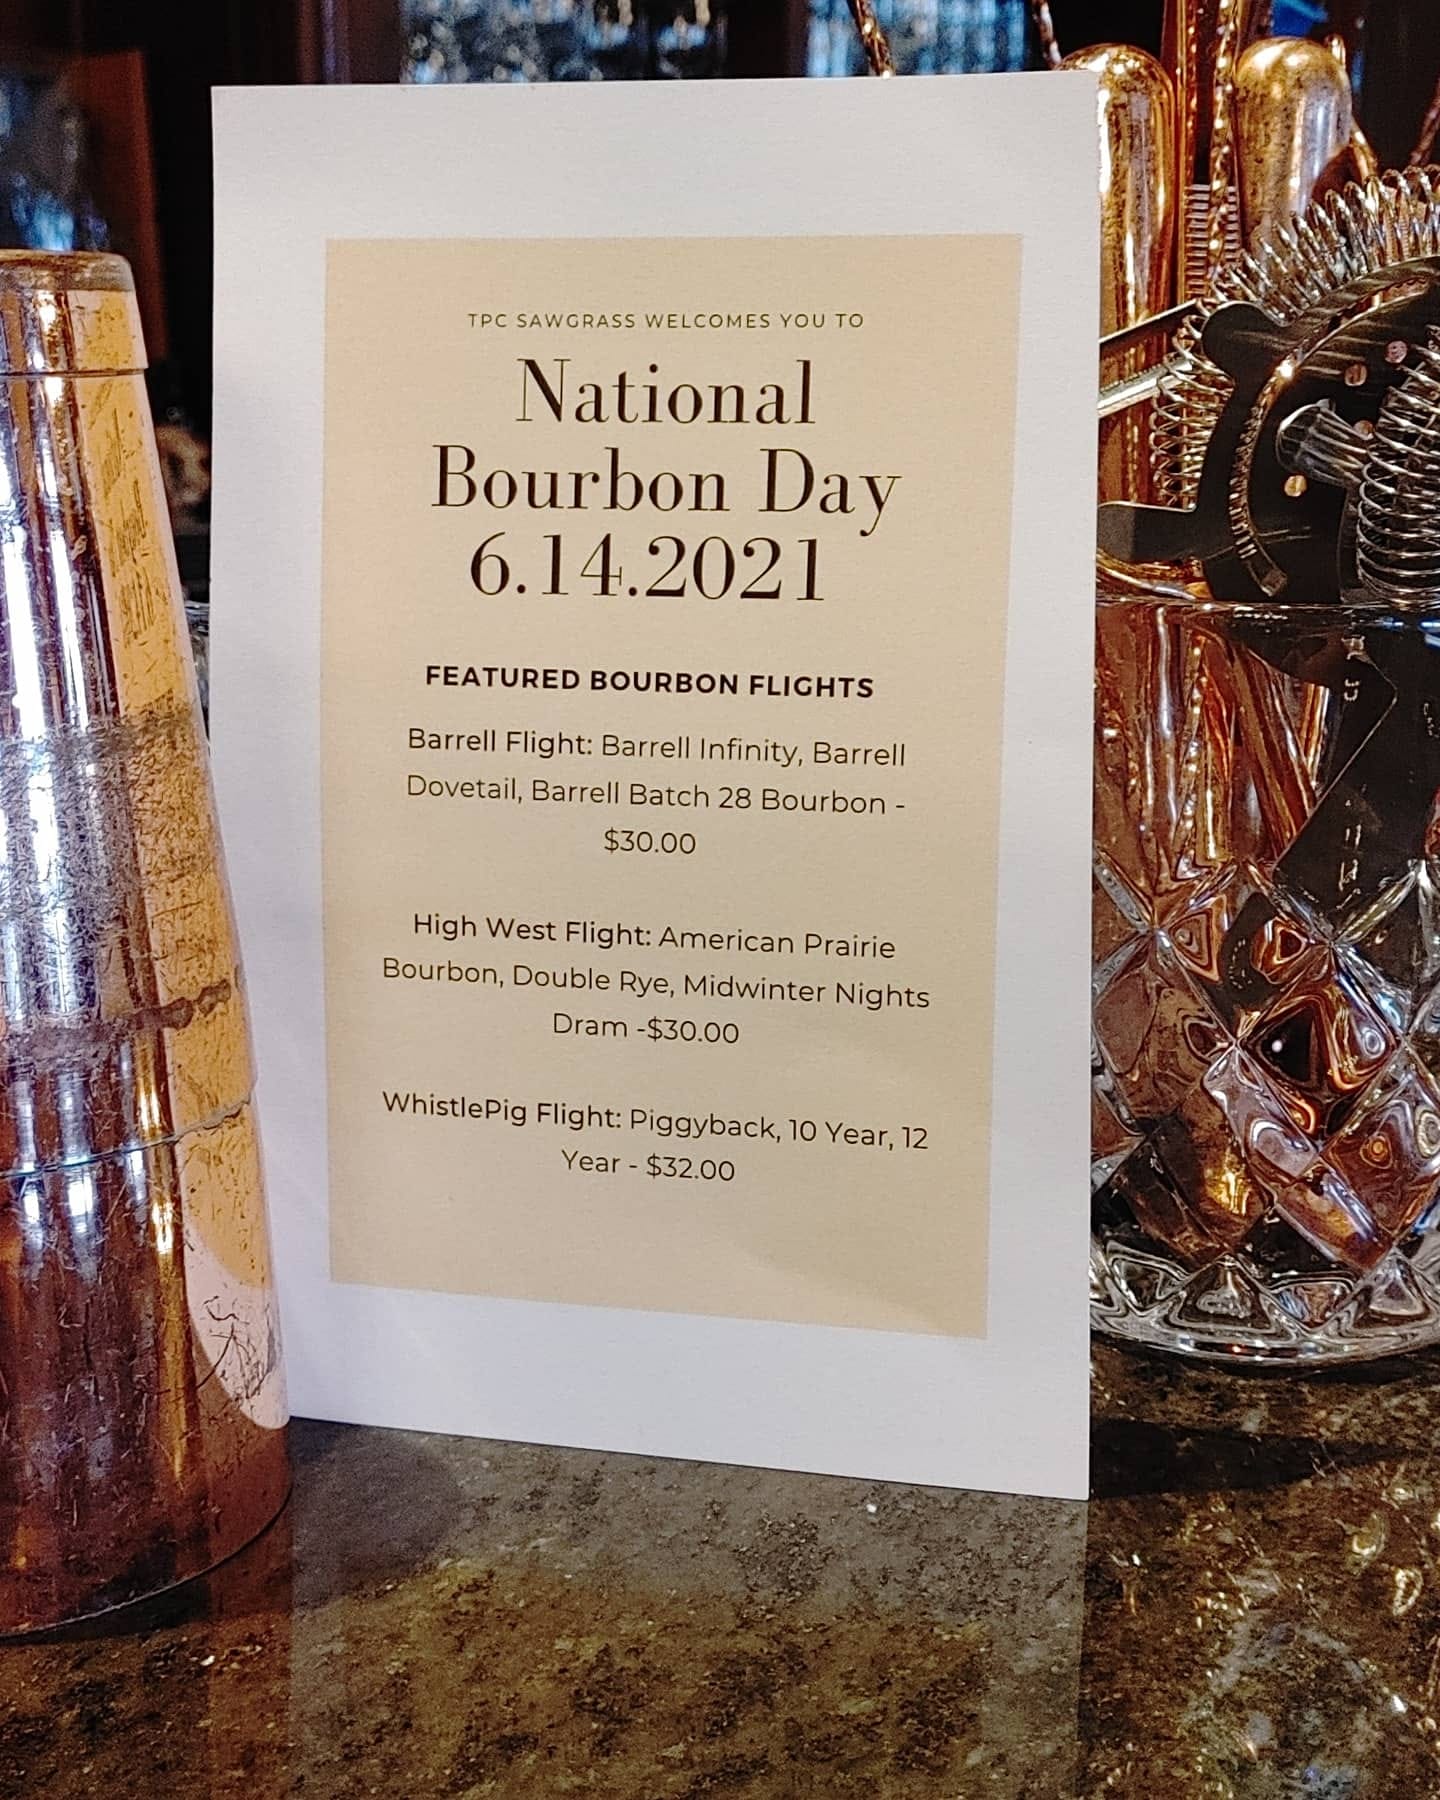 TPC SAWGRASS WELCOMES YOU TO
National
Bourbon Day
6.14.2021
FEATURED BOURBON FLIGHTS
Barrell Flight: Barrell Infinity, Barrell
Dovetail, Barrell Batch 28 Bourbon -
$30.00
High West Flight: American Prairie
Bourbon, Double Rye, Midwinter Nights
Dram -$30.00
WhistlePig Flight: Piggyback, 10 Year, 12
Year - $32.00